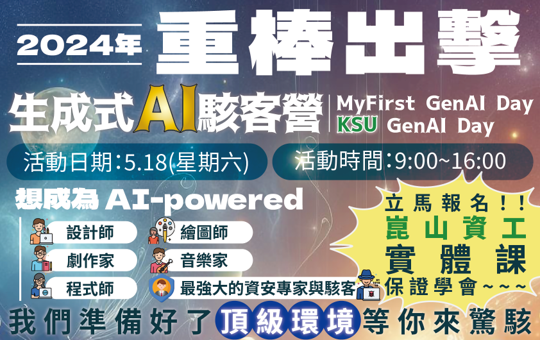 2024年 重棒出擊
生成式AI駭客營
MyFirst GenAI Day
KSU GenAI Day
活動日期：5.18(星期六)
活動時間：9:00~16:00
想成為 AI-powered
設計師
繪圖師
劇作家
音樂家
程式師
最強大的資安專家與駭客
立馬報名!!
崑山資工
實體課
保證學會~~~
我們準備好了頂級環境等你來驚駭